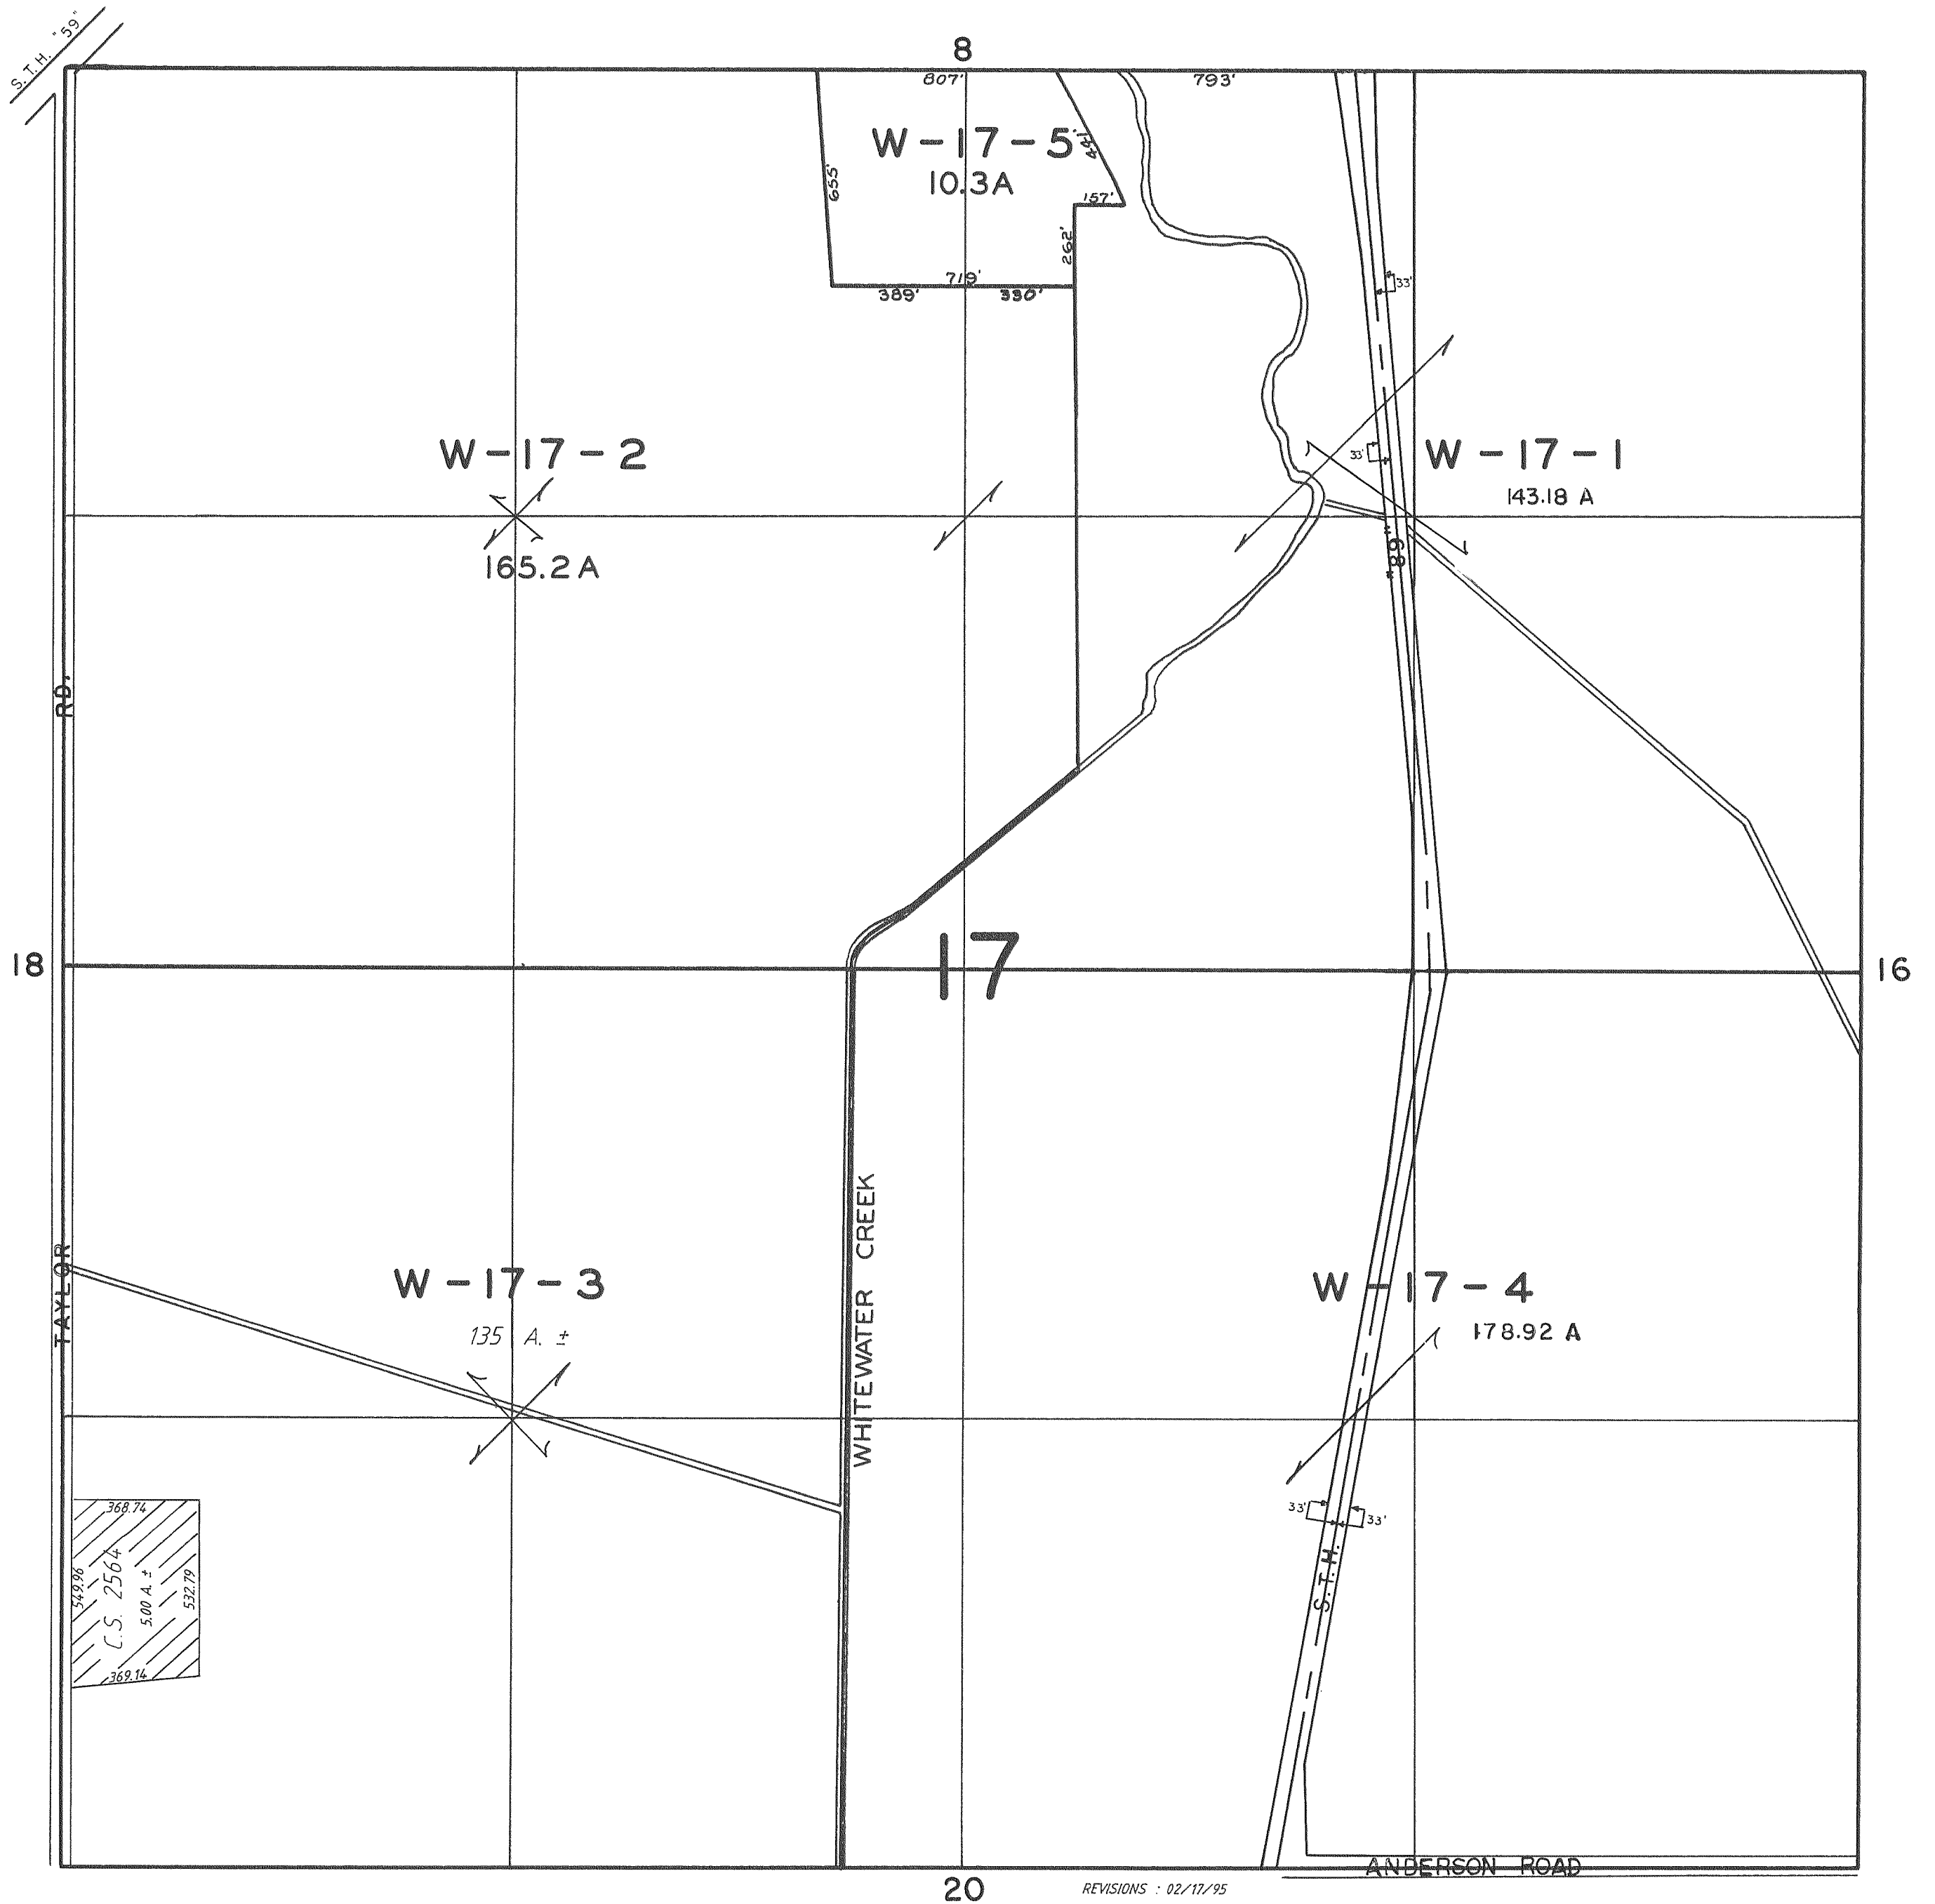 S.T.H. "59"
8
807'
793'
W-17-5
10.3A
441'
655'
157'
262'
719'
389'
330'
33'
W-17-2
165.2A
33'
W-17-1
143.18 A
"89"
RD.
18
17
16
TAYLOR
W-17-3
135 A. ±
WHITEWATER CREEK
W-17-4
178.92 A
33'
33'
S.T.H.
368.74
549.96
C.S. 2564
5.00 A. ±
532.79
369.14
ANDERSON ROAD
20
REVISIONS : 02/17/95